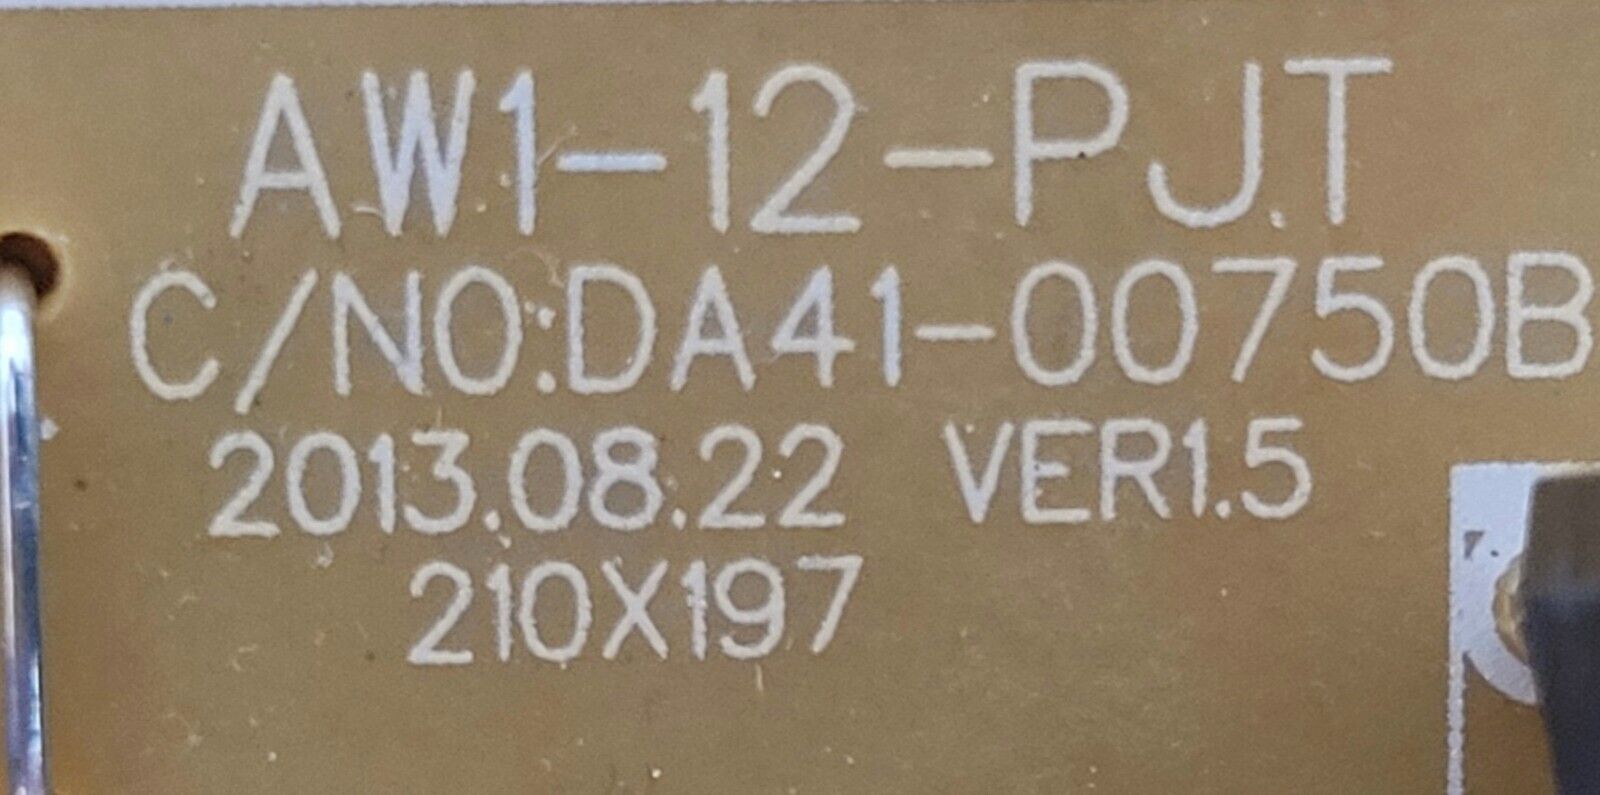 AW1-12-PJT
C/NO:DA41-00750B
2013.08.22 VER1.5
210X197